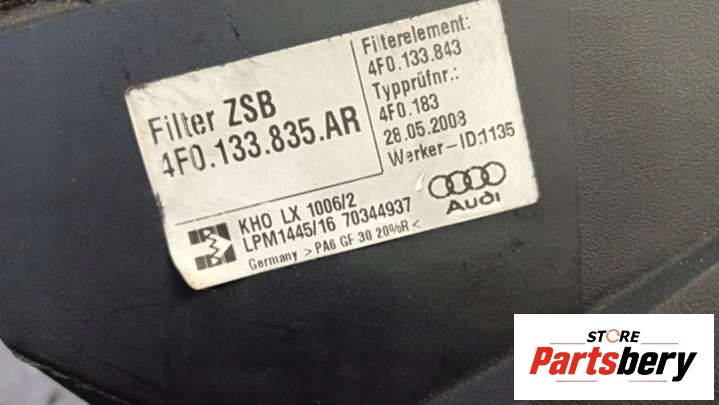 Filter ZSB
4F0.133.835.AR
Filterelement:
4F0.133.843
Typprüfnr.:
4F0.183
28.05.2008
Werker-ID:1135
KHO LX 1006/2
LPM1445/16 70344937
Germany > PA6 GF 30 20%R <
Audi
STORE
Partsbery